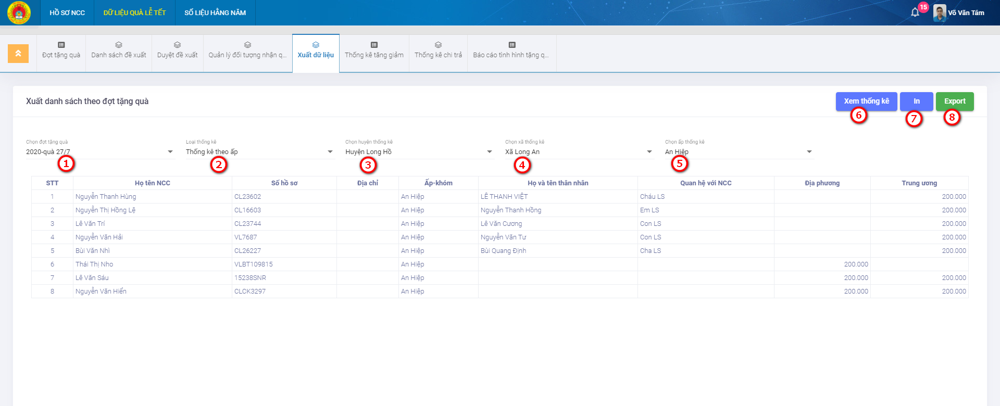 HỒ SƠ NCC
DỮ LIỆU QUÀ LỄ TẾT
SỐ LIỆU HẰNG NĂM
15
Võ Văn Tám
Đợt tặng quà
Danh sách đề xuất
Duyệt đề xuất
Quản lý đối tượng nhận q...
Xuất dữ liệu
Thống kê tăng giảm
Thống kê chi trả
Báo cáo tình hình tặng q...
Xuất danh sách theo đợt tặng quà
Xem thống kê
In
Export
6
7
8
Chọn đợt tặng quà
Loại thống kê
Chọn huyện thống kê
Chọn xã thống kê
Chọn ấp thống kê
2020-quà 27/7
Thống kê theo ấp
Huyện Long Hồ
Xã Long An
An Hiệp
1
2
3
4
5
STT Họ tên NCC Số hồ sơ Địa chỉ Ấp-khóm Họ và tên thân nhân Quan hệ với NCC Địa phương Trung ương
1 Nguyễn Thanh Hùng CL23602 An Hiệp LÊ THANH VIỆT Cháu LS 200.000
2 Nguyễn Thị Hồng Lệ CL16603 An Hiệp Nguyễn Thanh Hồng Em LS 200.000
3 Lê Văn Trí CL23744 An Hiệp Lê Văn Cương Con LS 200.000
4 Nguyễn Văn Hải VL7687 An Hiệp Nguyễn Văn Tư Con LS 200.000
5 Bùi Văn Nhì CL26227 An Hiệp Bùi Quang Định Cha LS 200.000
6 Thái Thị Nho VLBT109815 An Hiệp 200.000
7 Lê Văn Sáu 15238SNR An Hiệp 200.000 200.000
8 Nguyễn Văn Hiển CLCK3297 An Hiệp 200.000 200.000